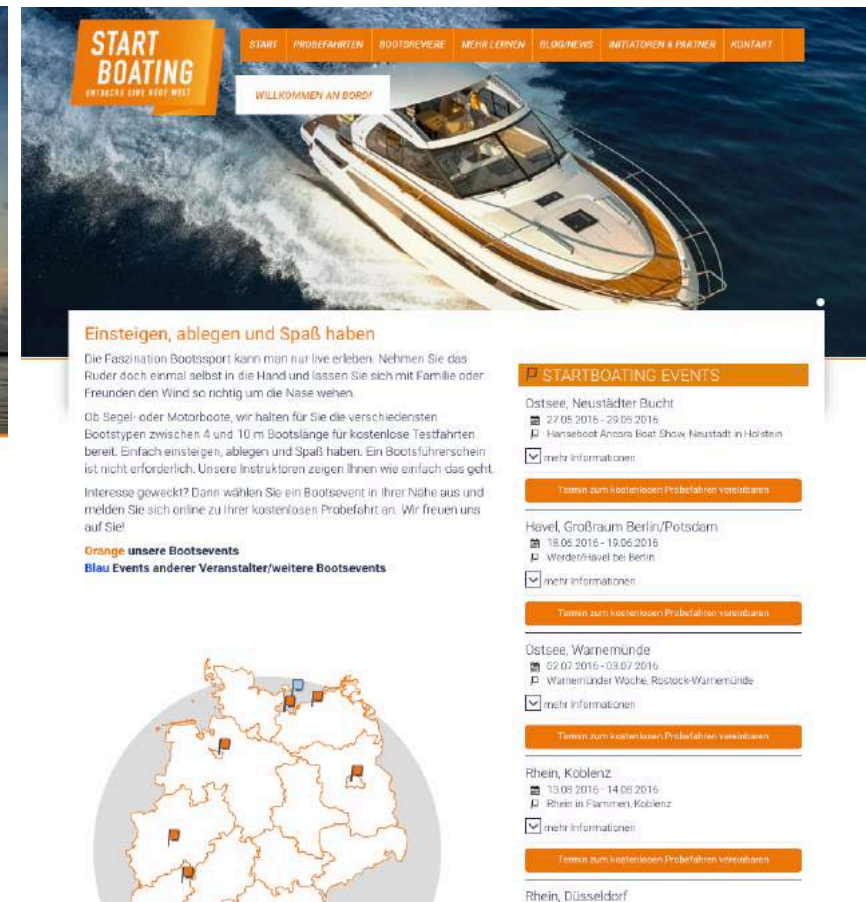 START
BOATING
ENTDECKE EINE NEUE WELT
START PROBEFAHRTEN BOOTSREVIERE MEHR LERNEN BLOG/NEWS INITIATOREN & PARTNER KONTAKT
WILLKOMMEN AN BORD!
Einsteigen, ablegen und Spaß haben
Die Faszination Bootssport kann man nur live erleben. Nehmen Sie das
Ruder doch einmal selbst in die Hand und lassen Sie sich mit Familie oder
Freunden den Wind so richtig um die Nase wehen.
Ob Segel- oder Motorboote, wir halten für Sie die verschiedensten
Bootstypen zwischen 4 und 10 m Bootslänge für kostenlose Testfahrten
bereit. Einfach einsteigen, ablegen und Spaß haben. Ein Bootsführerschein
ist nicht erforderlich. Unsere Instruktoren zeigen Ihnen wie einfach das geht.
Interesse geweckt? Dann wählen Sie ein Bootsevent in Ihrer Nähe aus und
melden Sie sich online zu Ihrer kostenlosen Probefahrt an. Wir freuen uns
auf Sie!
Orange unsere Bootsevents
Blau Events anderer Veranstalter/weitere Bootsevents
STARTBOATING EVENTS
Ostsee, Neustädter Bucht
27.05.2016 - 29.05.2016
Hanseboot Ancora Boat Show, Neustadt in Holstein
mehr Informationen
Termin zum kostenlosen Probefahren vereinbaren
Havel, Großraum Berlin/Potsdam
18.06.2016 - 19.06.2016
Werder/Havel bei Berlin
mehr Informationen
Termin zum kostenlosen Probefahren vereinbaren
Ostsee, Warnemünde
02.07.2016 - 03.07.2016
Warnemünder Woche, Rostock-Warnemünde
mehr Informationen
Termin zum kostenlosen Probefahren vereinbaren
Rhein, Koblenz
13.08.2016 - 14.08.2016
Rhein in Flammen, Koblenz
mehr Informationen
Termin zum kostenlosen Probefahren vereinbaren
Rhein, Düsseldorf